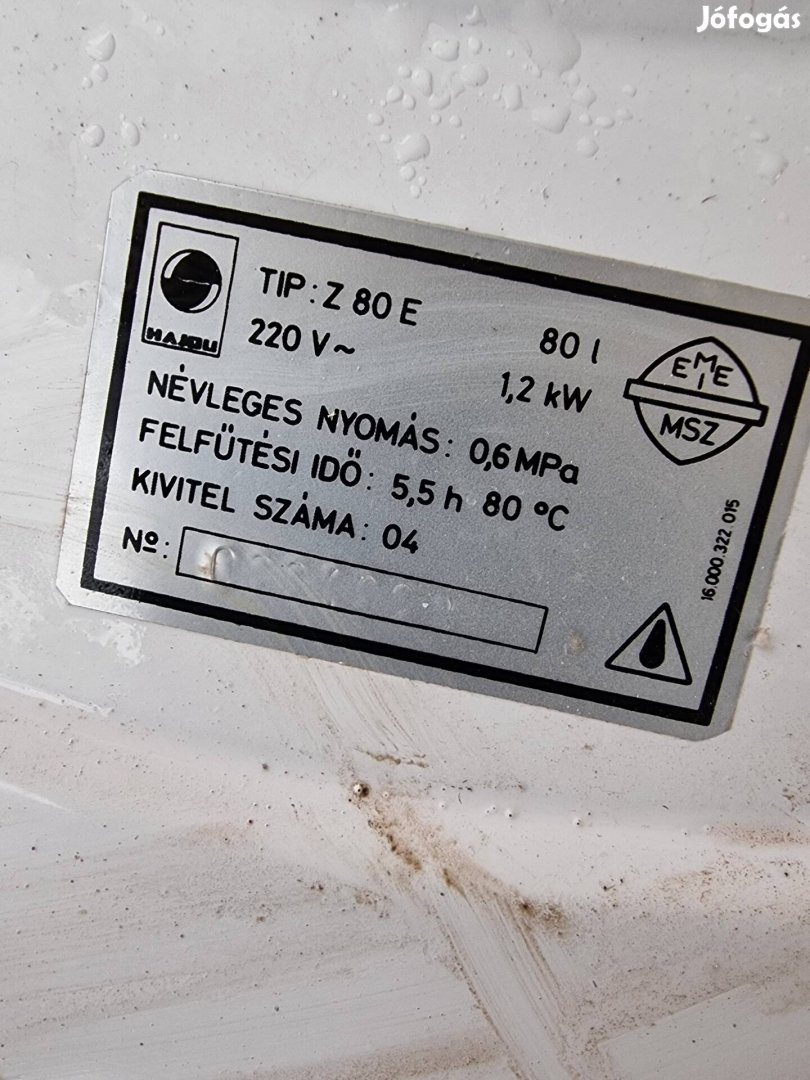 Jófogás
HAJDU
TIP: Z 80 E 80 l
220 V~ 1,2 kW
NÉVLEGES NYOMÁS: 0,6 MPa
FELFŰTÉSI IDŐ: 5,5 h 80 °C
KIVITEL SZÁMA: 04
Nº:
EMEI
MSZ
16.000.322.015